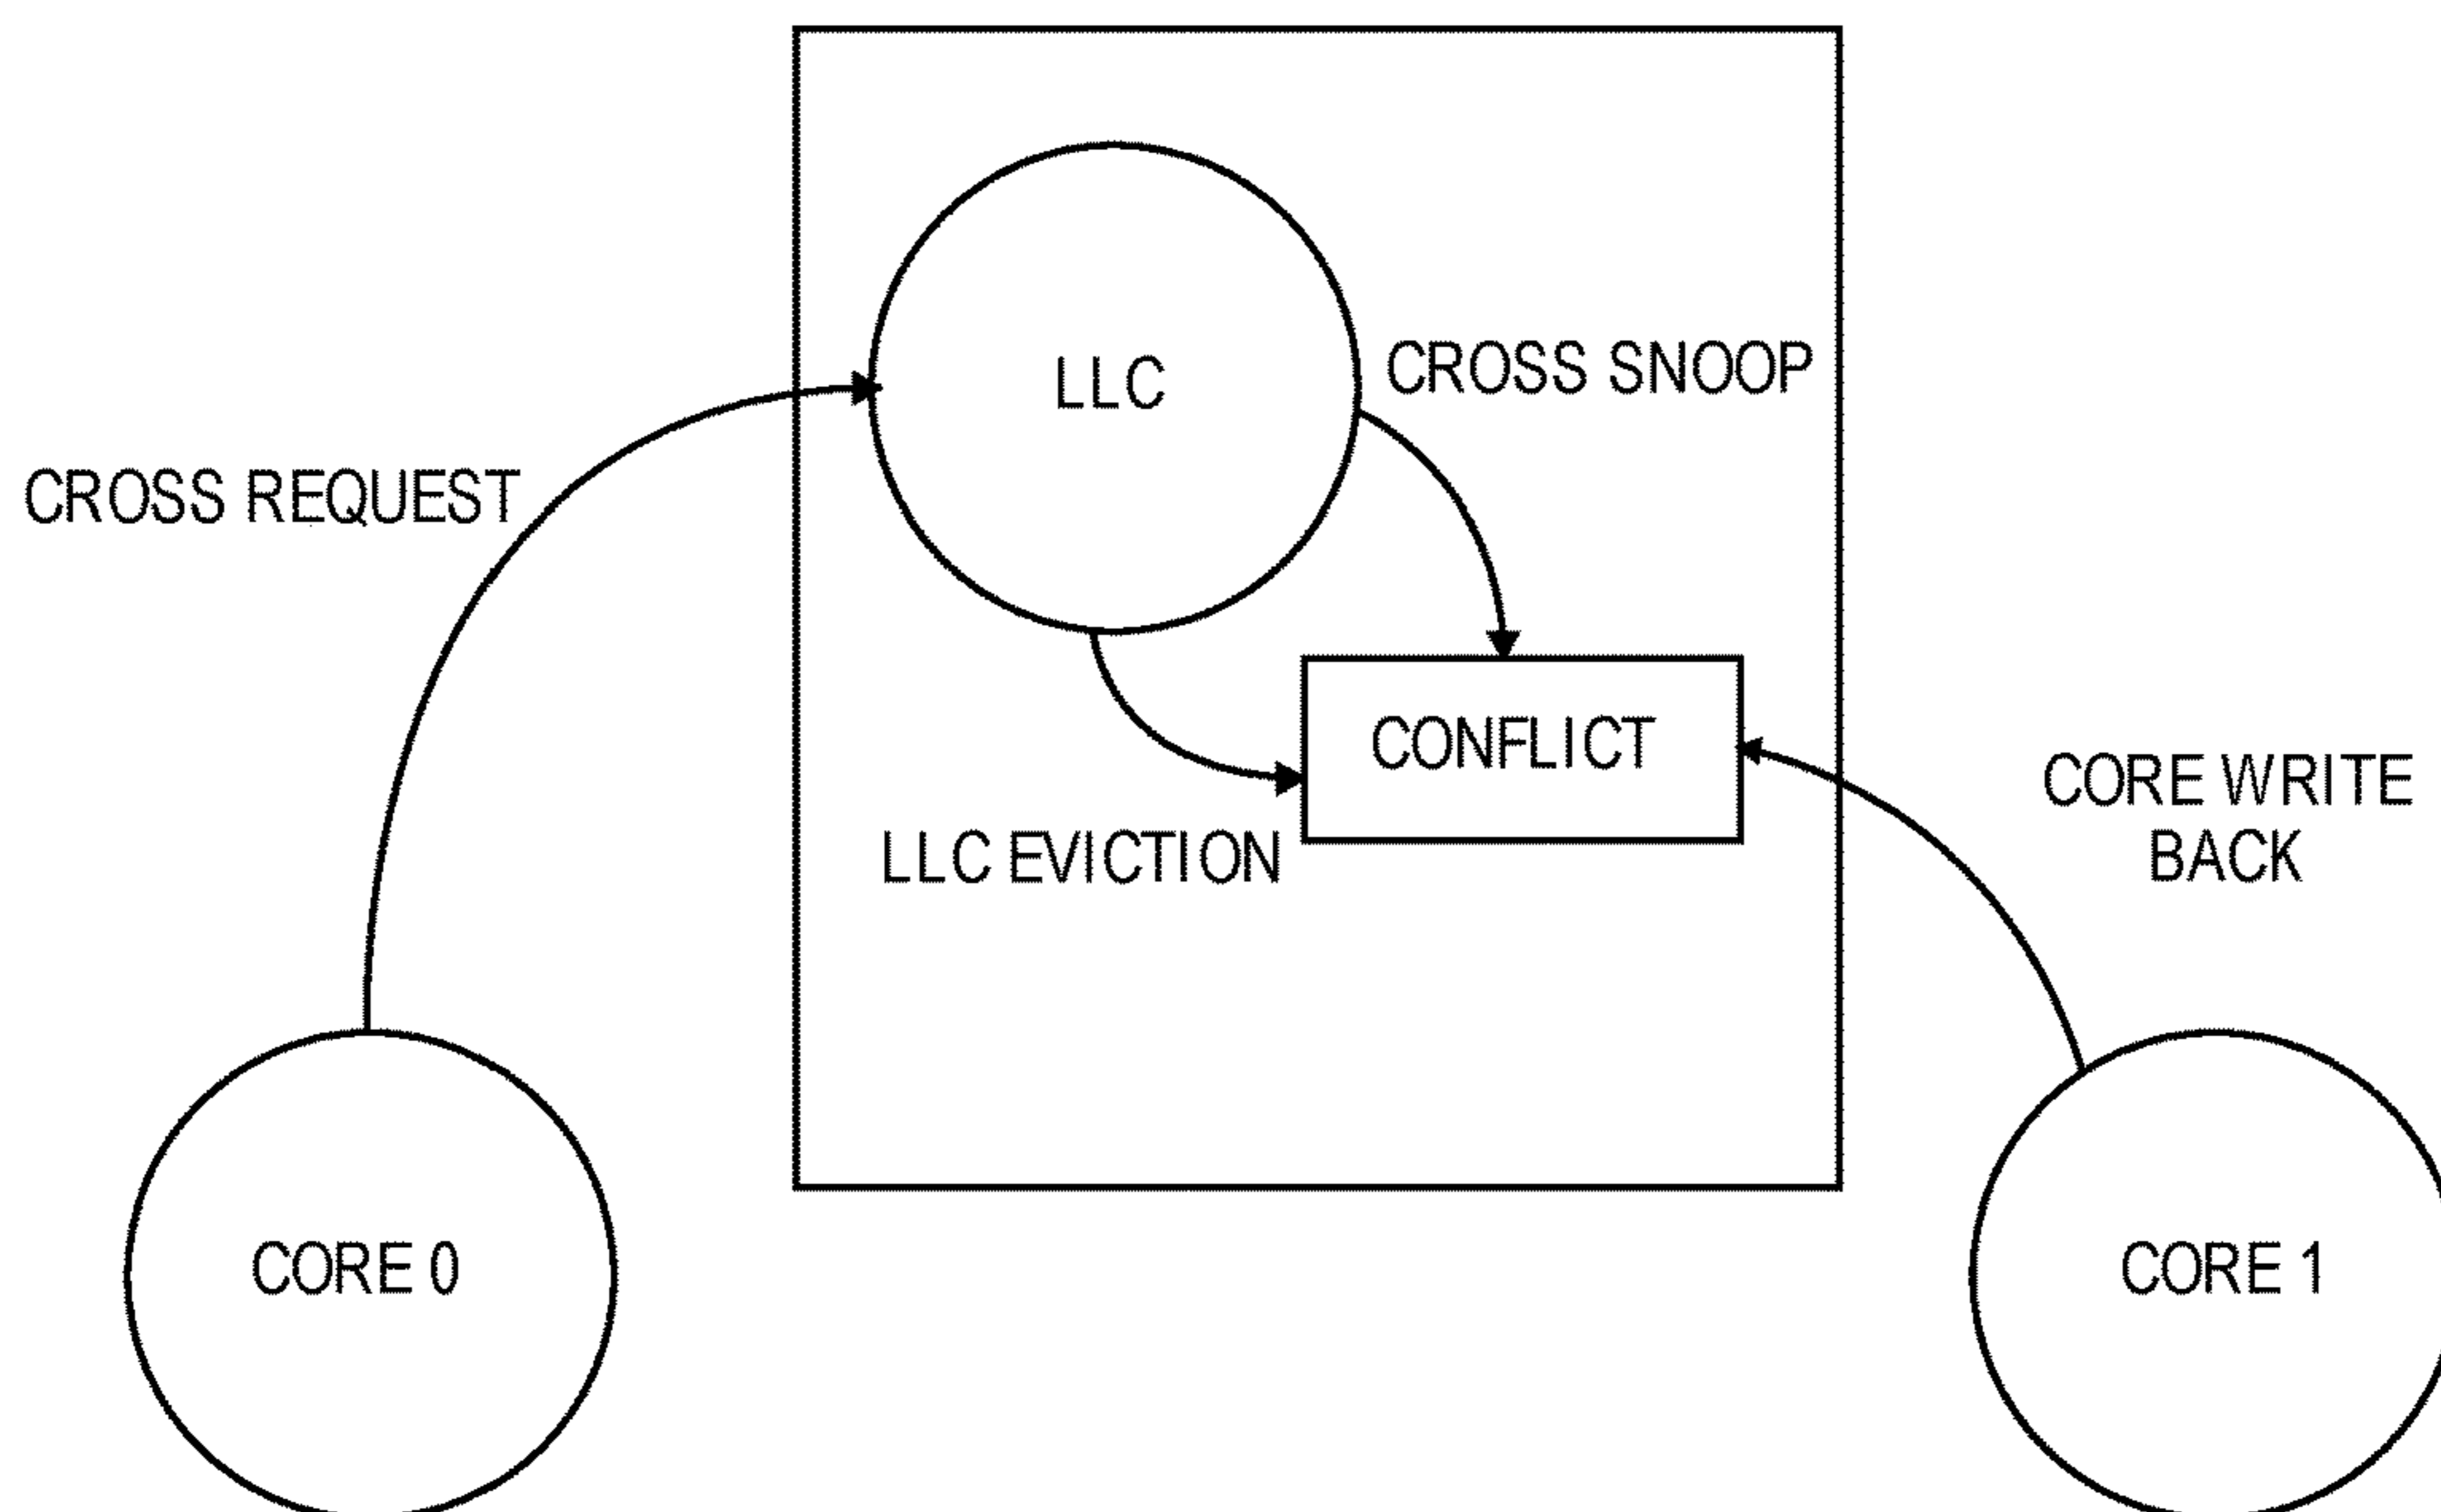 LLC
CROSS SNOOP
CROSS REQUEST
CONFLICT
LLC EVICTION
CORE WRITE
BACK
CORE 0
CORE 1